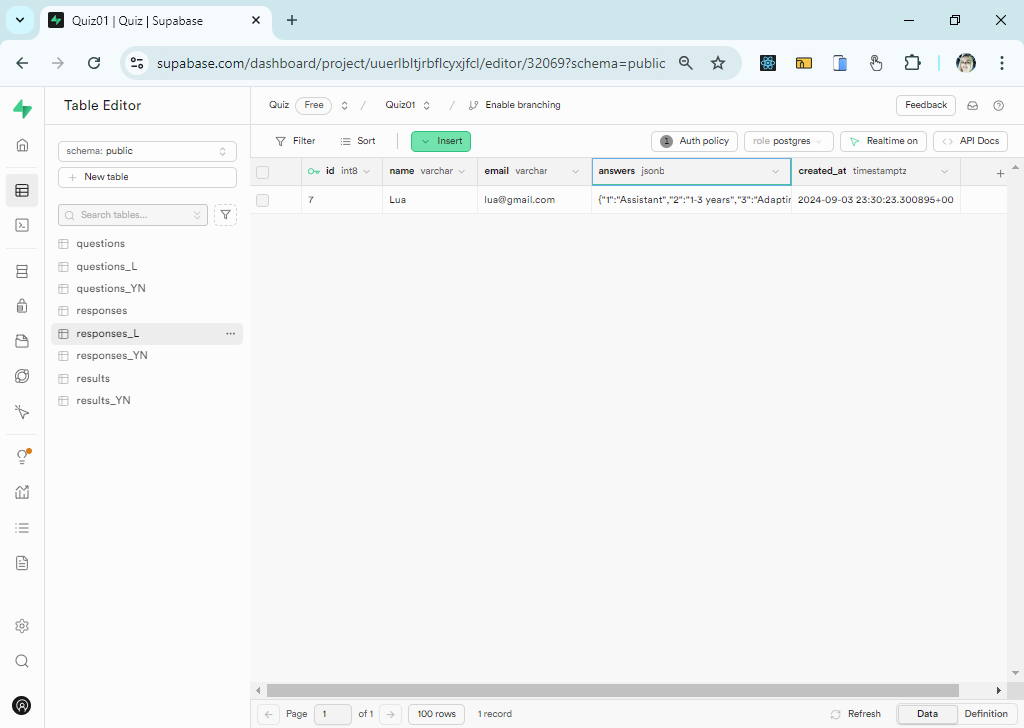 Quiz01 | Quiz | Supabase
supabase.com/dashboard/project/uuerlbltjrbflcyxjfcl/editor/32069?schema=public
Table Editor
Quiz Free / Quiz01 / Enable branching
Feedback
schema: public
New table
Search tables...
questions
questions_L
questions_YN
responses
responses_L
responses_YN
results
results_YN
Filter Sort Insert
1 Auth policy role postgres Realtime on API Docs
id int8 name varchar email varchar answers jsonb created_at timestamptz
7 Lua lua@gmail.com {"1":"Assistant","2":"1-3 years","3":"Adaptin 2024-09-03 23:30:23.300895+00
Page 1 of 1 100 rows 1 record
Refresh Data Definition